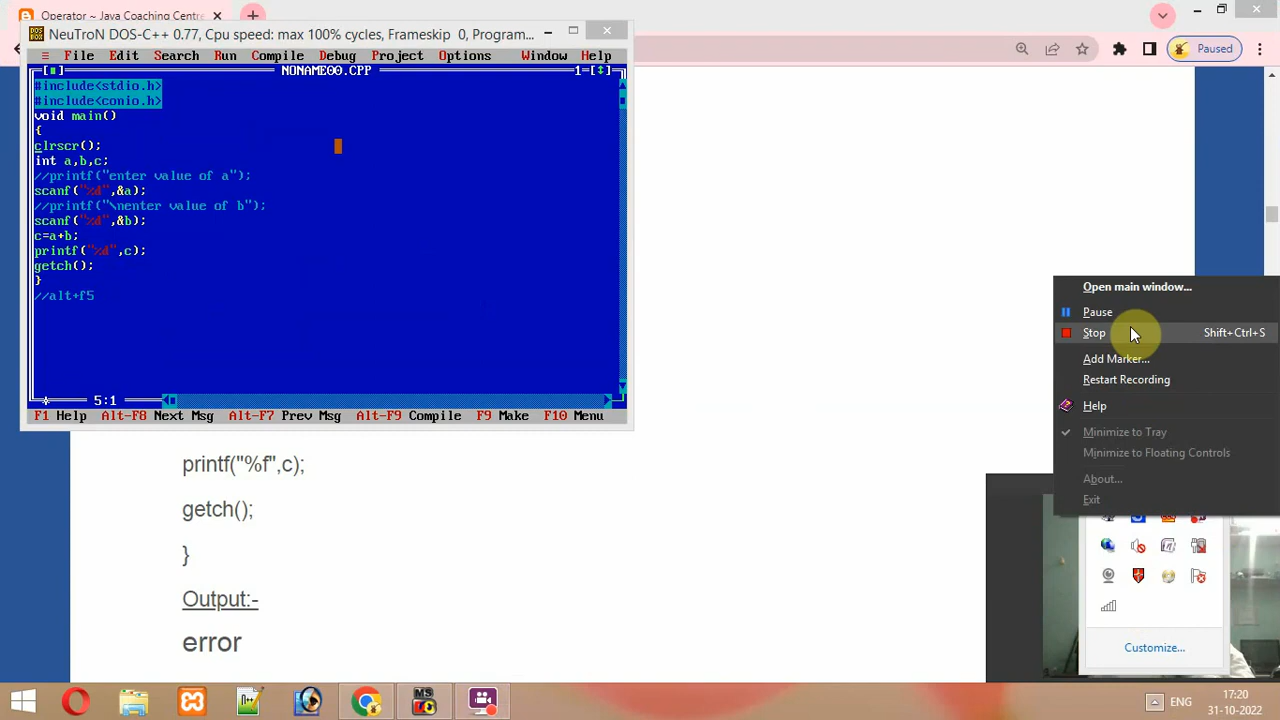 Operator – Java Coaching Centre
NeuTroN DOS-C++ 0.77, Cpu speed: max 100% cycles, Frameskip 0, Program...
Paused
File Edit Search Run Compile Debug Project Options Window Help
NONAME00.CPP
1=[↕]
#include<stdio.h>
#include<conio.h>
void main()
{
clrscr();
int a,b,c;
//printf("enter value of a");
scanf("%d",&a);
//printf("\nenter value of b");
scanf("%d",&b);
c=a+b;
printf("%d",c);
getch();
}
//alt+f5
5:1
F1 Help Alt-F8 Next Msg Alt-F7 Prev Msg Alt-F9 Compile F9 Make F10 Menu
printf("%f",c);
getch();
}
Output:-
error
Open main window...
Pause
Stop Shift+Ctrl+S
Add Marker...
Restart Recording
Help
Minimize to Tray
Minimize to Floating Controls
About...
Exit
Customize...
ENG
17:20
31-10-2022